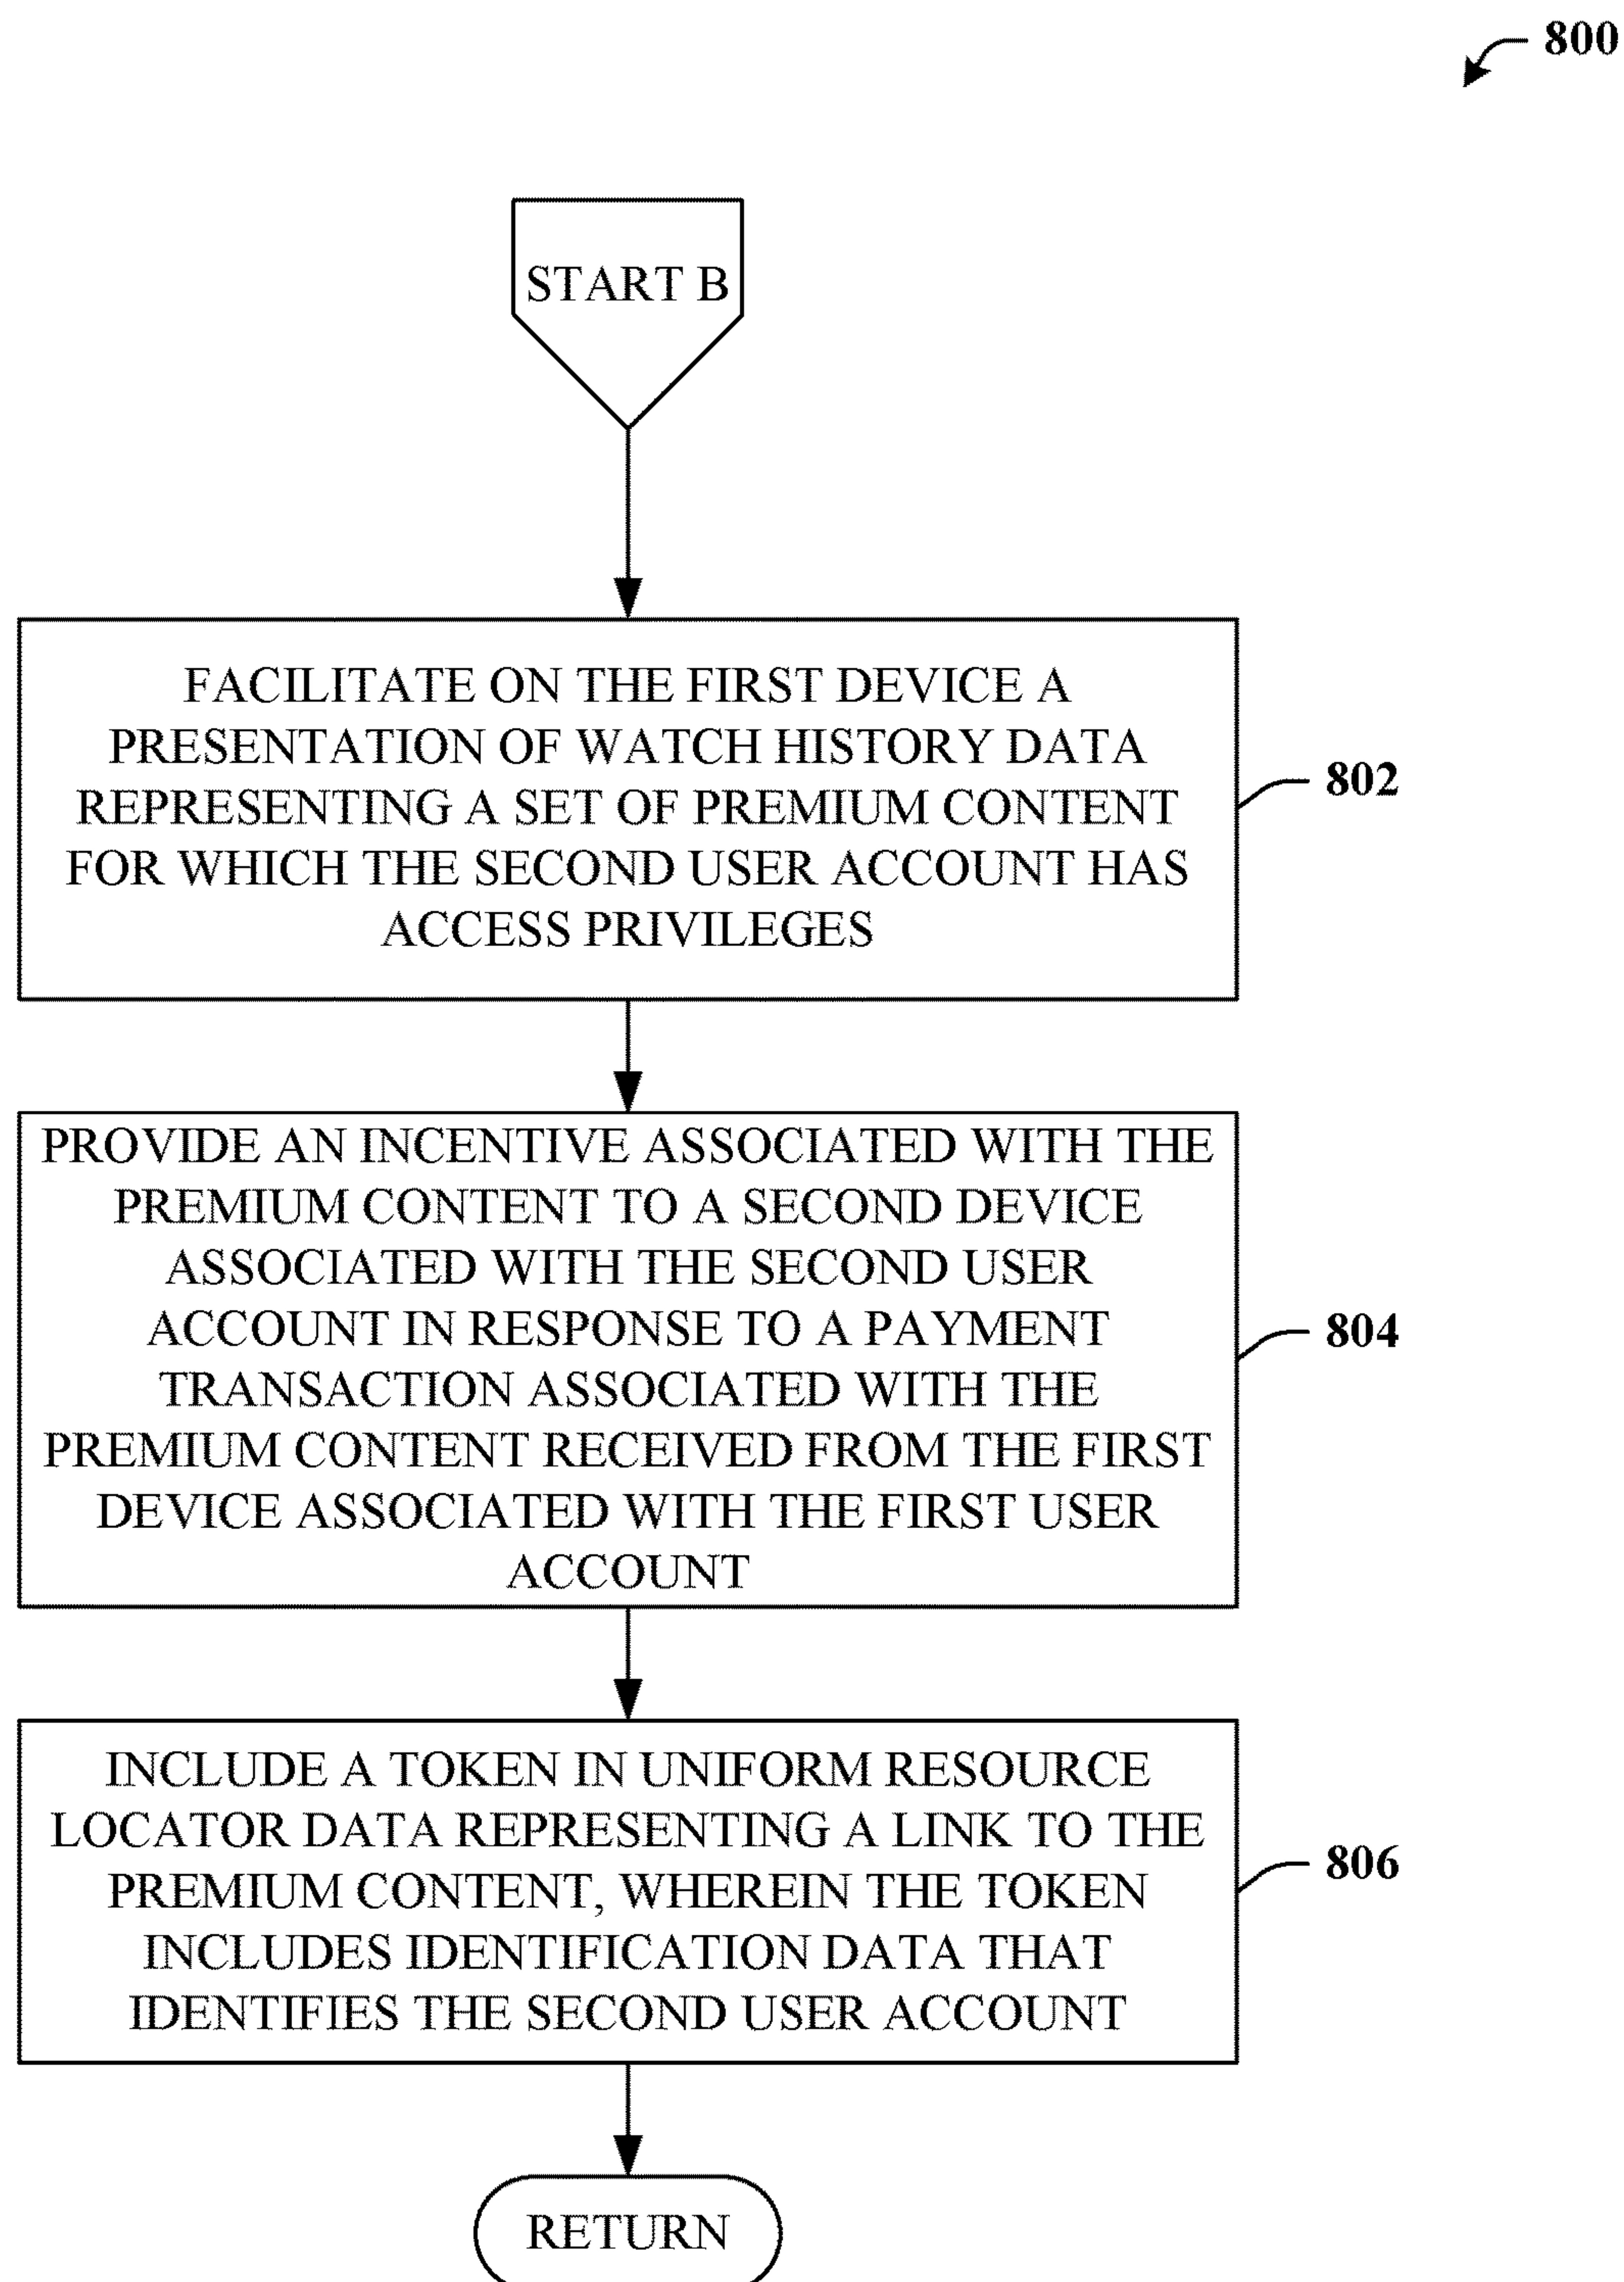 800
START B
FACILITATE ON THE FIRST DEVICE A
PRESENTATION OF WATCH HISTORY DATA
REPRESENTING A SET OF PREMIUM CONTENT
FOR WHICH THE SECOND USER ACCOUNT HAS
ACCESS PRIVILEGES
802
PROVIDE AN INCENTIVE ASSOCIATED WITH THE
PREMIUM CONTENT TO A SECOND DEVICE
ASSOCIATED WITH THE SECOND USER
ACCOUNT IN RESPONSE TO A PAYMENT
TRANSACTION ASSOCIATED WITH THE
PREMIUM CONTENT RECEIVED FROM THE FIRST
DEVICE ASSOCIATED WITH THE FIRST USER
ACCOUNT
804
INCLUDE A TOKEN IN UNIFORM RESOURCE
LOCATOR DATA REPRESENTING A LINK TO THE
PREMIUM CONTENT, WHEREIN THE TOKEN
INCLUDES IDENTIFICATION DATA THAT
IDENTIFIES THE SECOND USER ACCOUNT
806
RETURN